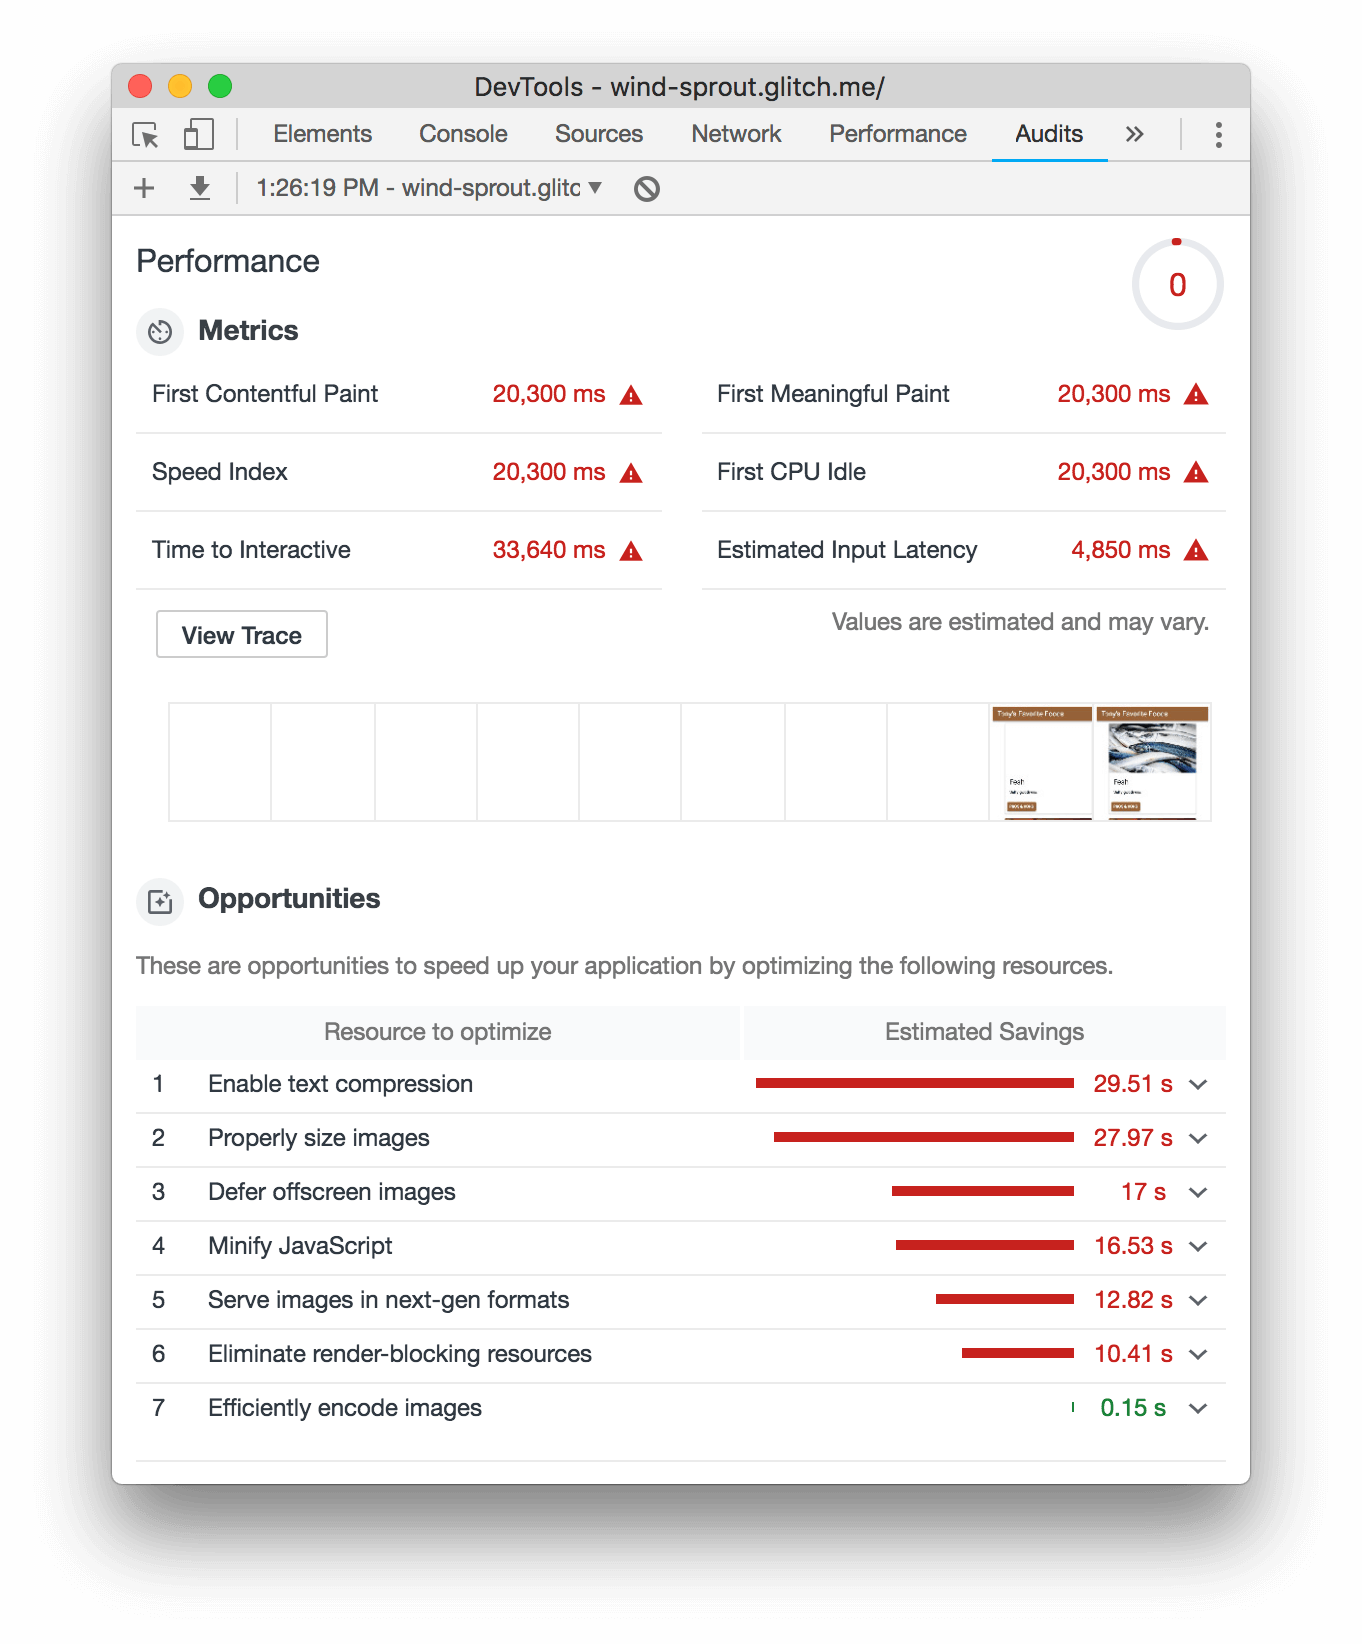 DevTools - wind-sprout.glitch.me/
Elements Console Sources Network Performance Audits
1:26:19 PM - wind-sprout.glitc
Performance
0
Metrics
First Contentful Paint 20,300 ms
First Meaningful Paint 20,300 ms
Speed Index 20,300 ms
First CPU Idle 20,300 ms
Time to Interactive 33,640 ms
Estimated Input Latency 4,850 ms
View Trace
Values are estimated and may vary.
Tony's Favorite Foods
Tony's Favorite Foods
Opportunities
These are opportunities to speed up your application by optimizing the following resources.
Resource to optimize Estimated Savings
1 Enable text compression 29.51 s
2 Properly size images 27.97 s
3 Defer offscreen images 17 s
4 Minify JavaScript 16.53 s
5 Serve images in next-gen formats 12.82 s
6 Eliminate render-blocking resources 10.41 s
7 Efficiently encode images 0.15 s